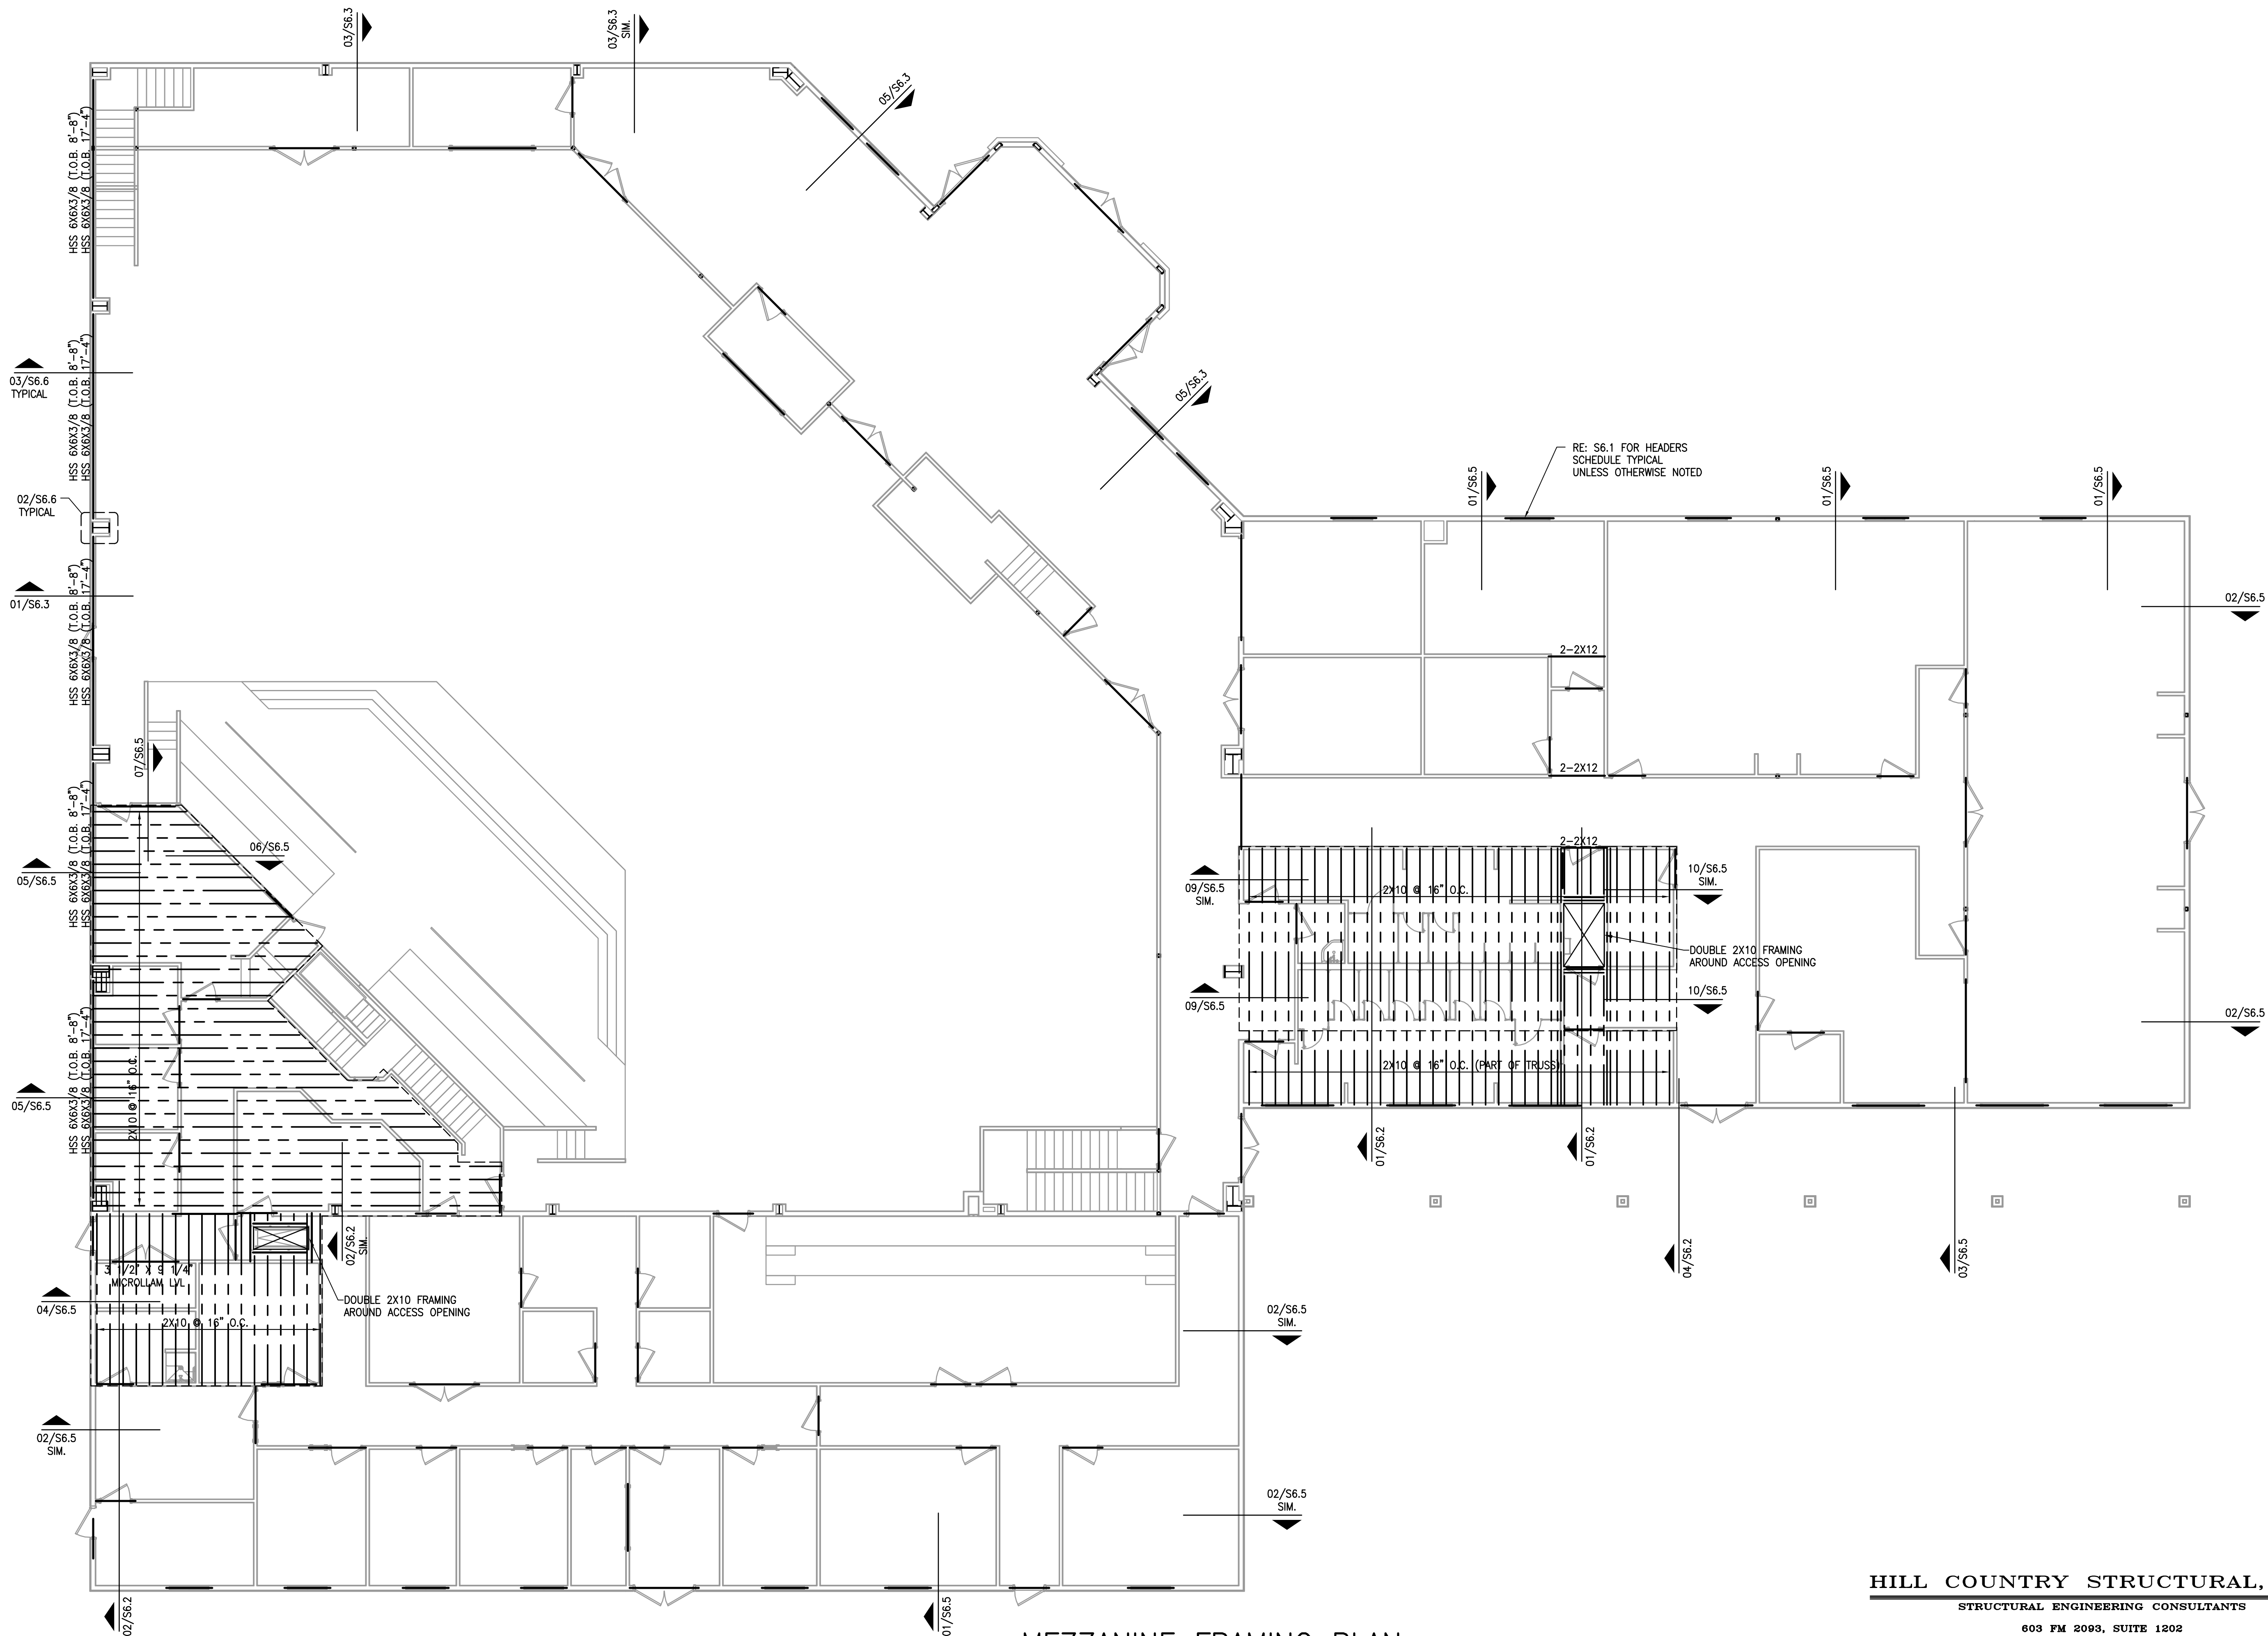 03/S6.3
03/S6.3
SIM.
05/S6.3
HSS 6X6X3/8 (T.O.B. 8'-8")
HSS 6X6X3/8 (T.O.B. 17'-4")
03/S6.6
TYPICAL
HSS 6X6X3/8 (T.O.B. 8'-8")
HSS 6X6X3/8 (T.O.B. 17'-4")
05/S6.3
RE: S6.1 FOR HEADERS
SCHEDULE TYPICAL
UNLESS OTHERWISE NOTED
01/S6.5
01/S6.5
01/S6.5
02/S6.6
TYPICAL
01/S6.3
HSS 6X6X3/8 (T.O.B. 8'-8")
HSS 6X6X3/8 (T.O.B. 17'-4")
02/S6.5
2-2X12
07/S6.5
2-2X12
HSS 6X6X3/8 (T.O.B. 8'-8")
HSS 6X6X3/8 (T.O.B. 17'-4")
06/S6.5
05/S6.5
2-2X12
09/S6.5
SIM.
2X10 @ 16" O.C.
10/S6.5
SIM.
DOUBLE 2X10 FRAMING
AROUND ACCESS OPENING
09/S6.5
10/S6.5
02/S6.5
HSS 6X6X3/8 (T.O.B. 8'-8")
HSS 6X6X3/8 (T.O.B. 17'-4")
2X10 @ 16" O.C.
05/S6.5
2X10 @ 16" O.C. (PART OF TRUSS)
01/S6.2
01/S6.2
02/S6.2
SIM.
04/S6.2
03/S6.5
3 1/2" X 9 1/4"
MICROLLAM LVL
04/S6.5
DOUBLE 2X10 FRAMING
AROUND ACCESS OPENING
2X10 @ 16" O.C.
02/S6.5
SIM.
02/S6.5
SIM.
02/S6.5
SIM.
02/S6.2
01/S6.5
MEZZANINE FRAMING PLAN
HILL COUNTRY STRUCTURAL,
STRUCTURAL ENGINEERING CONSULTANTS
603 FM 2093, SUITE 1202